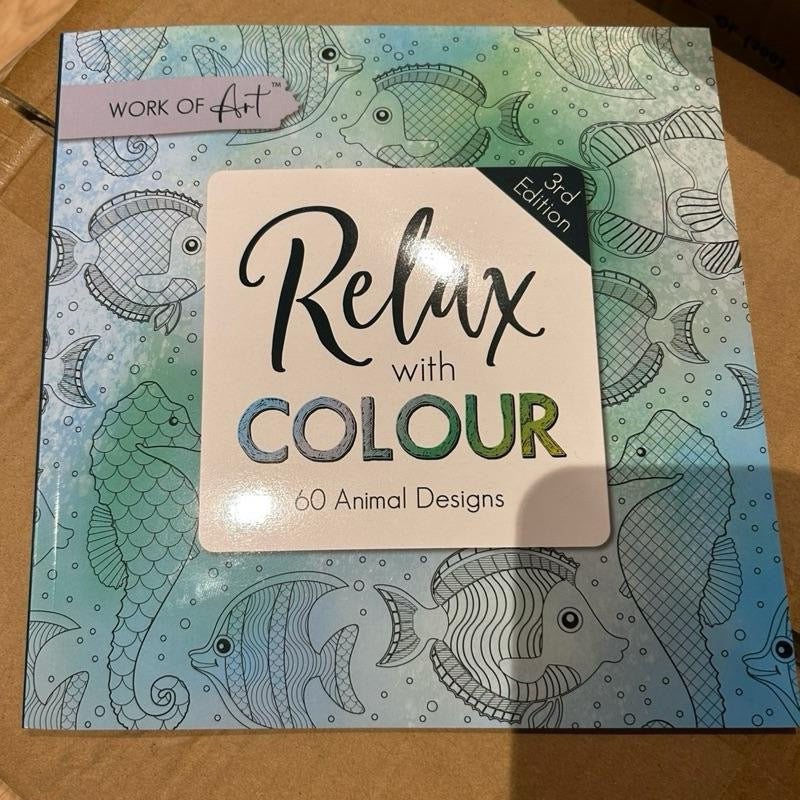 WORK OF Art™
3rd
Edition
Relax
with
COLOUR
60 Animal Designs